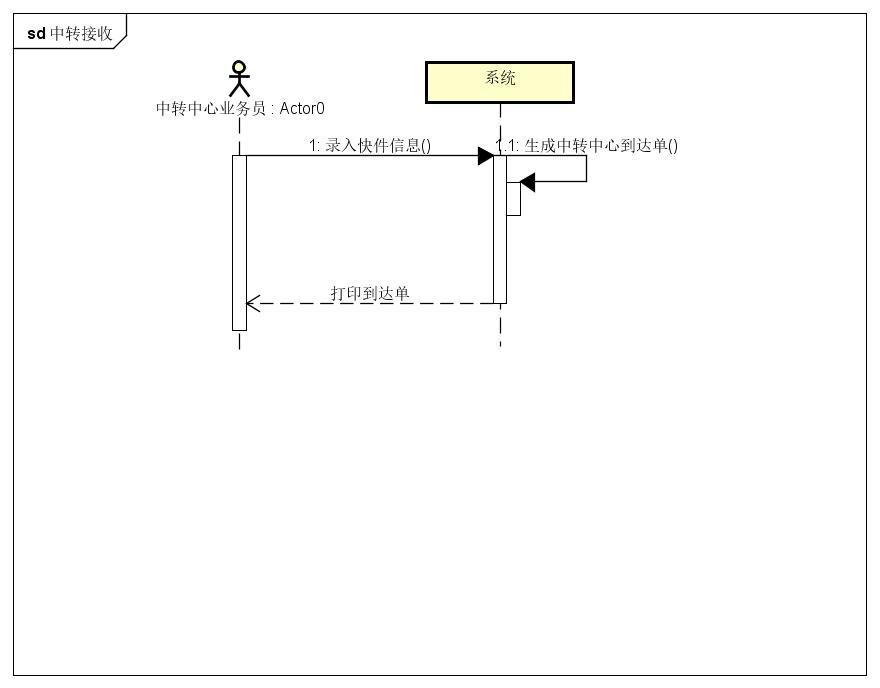 sd 中转接收
系统
中转中心业务员 : Actor0
1: 录入快件信息()
1.1: 生成中转中心到达单()
打印到达单